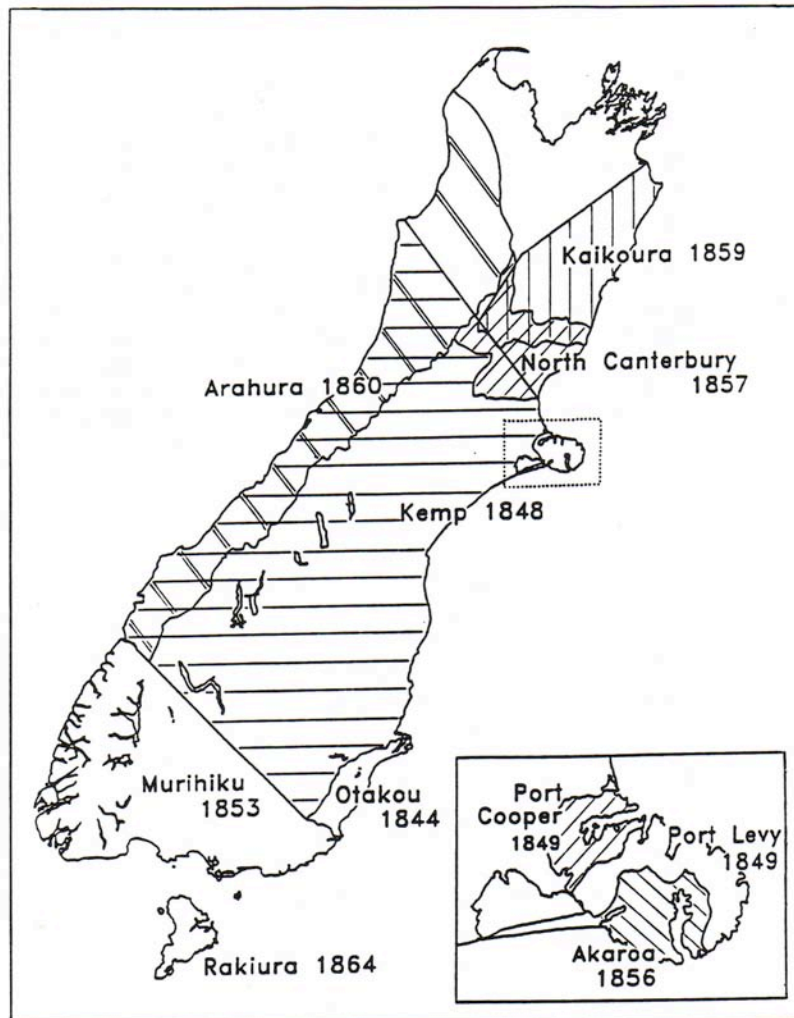 Kaikoura 1859
North Canterbury
1857
Arahura 1860
Kemp 1848
Murihiku
1853
Otakou
1844
Rakiura 1864
Port
Cooper
1849
Port Levy
1849
Akaroa
1856